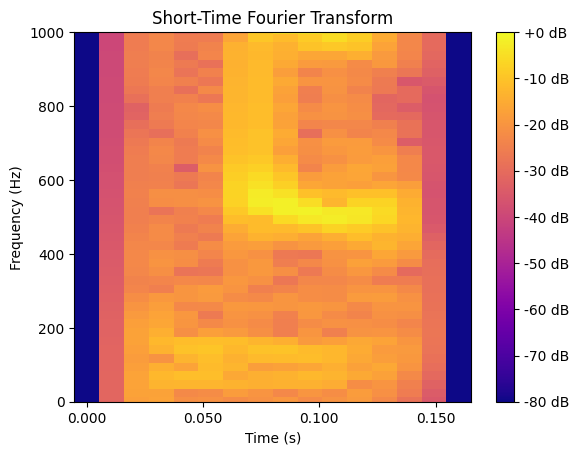 Short-Time Fourier Transform
1000
800
600
400
200
0
Frequency (Hz)
0.000
0.050
0.100
0.150
Time (s)
+0 dB
-10 dB
-20 dB
-30 dB
-40 dB
-50 dB
-60 dB
-70 dB
-80 dB